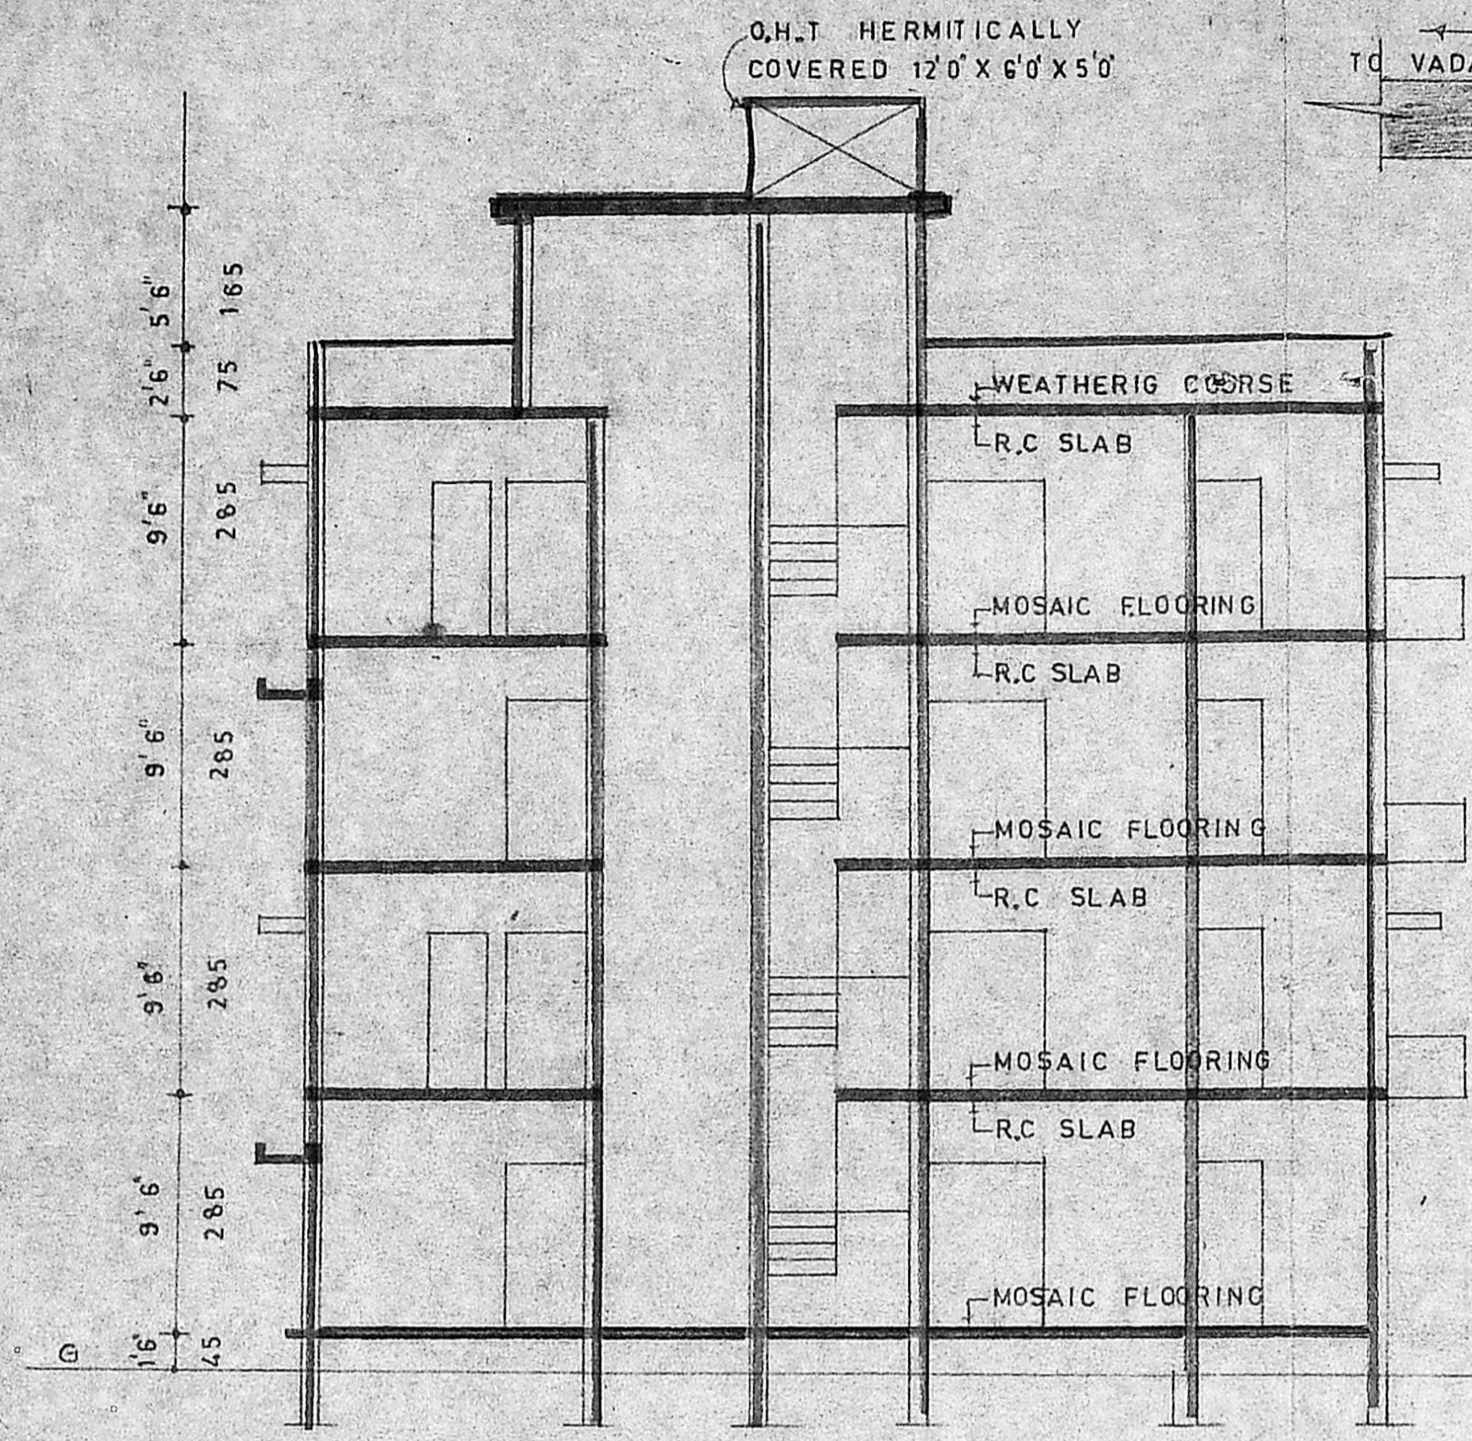 O.H.T HERMITICALLY
COVERED 12'0" X 6'0" X 5'0"
TO VADA
5'6" 165
2'6" 75
WEATHERIG COURSE
R.C SLAB
9'6" 285
MOSAIC FLOORING
R.C SLAB
9'6" 285
MOSAIC FLOORING
R.C SLAB
9'6" 285
MOSAIC FLOORING
R.C SLAB
9'6" 285
MOSAIC FLOORING
1'6" 45
G